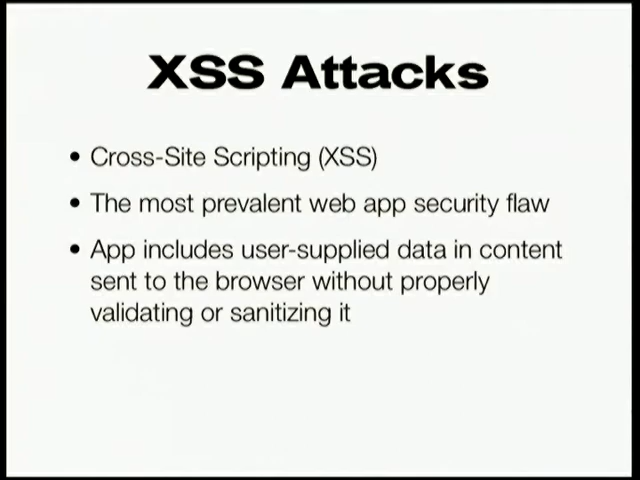 XSS Attacks
• Cross-Site Scripting (XSS)
• The most prevalent web app security flaw
• App includes user-supplied data in content
sent to the browser without properly
validating or sanitizing it